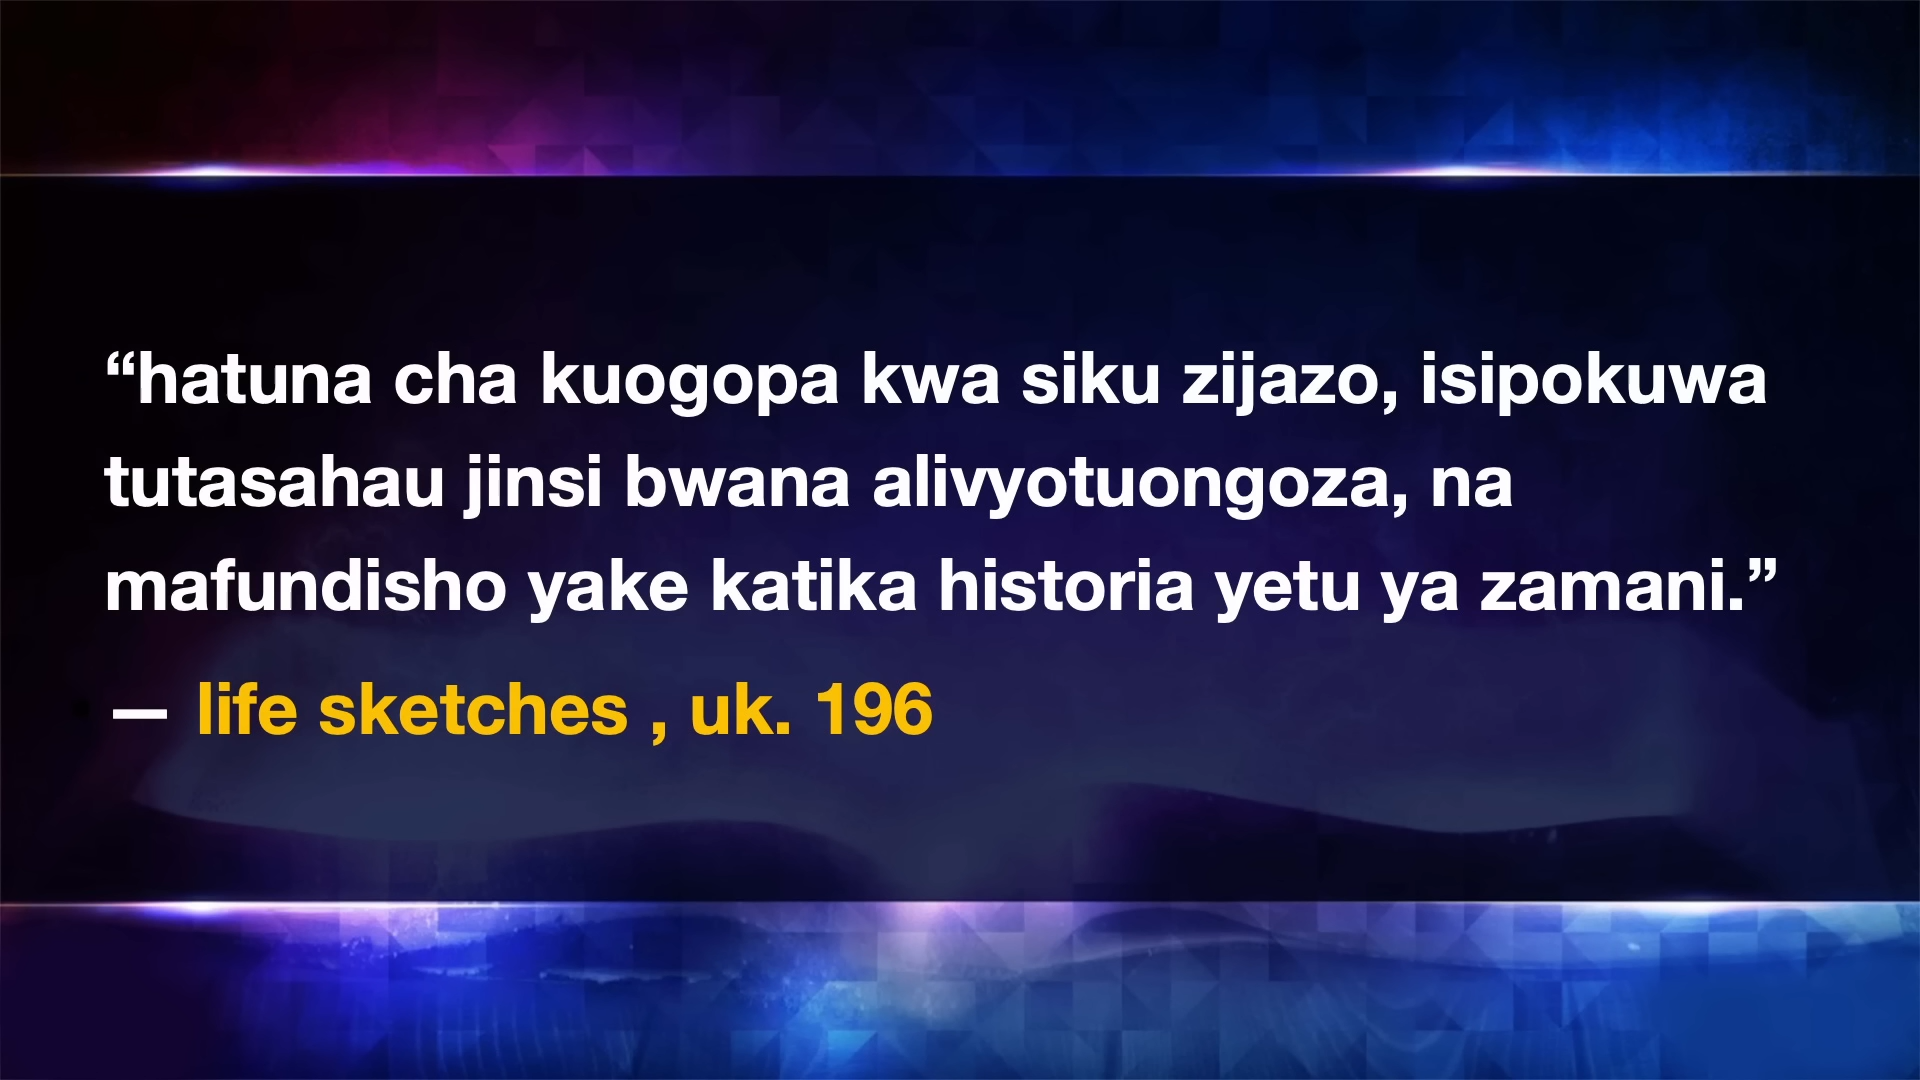 “hatuna cha kuogopa kwa siku zijazo, isipokuwa
tutasahau jinsi bwana alivyotuongoza, na
mafundisho yake katika historia yetu ya zamani.”
— life sketches , uk. 196